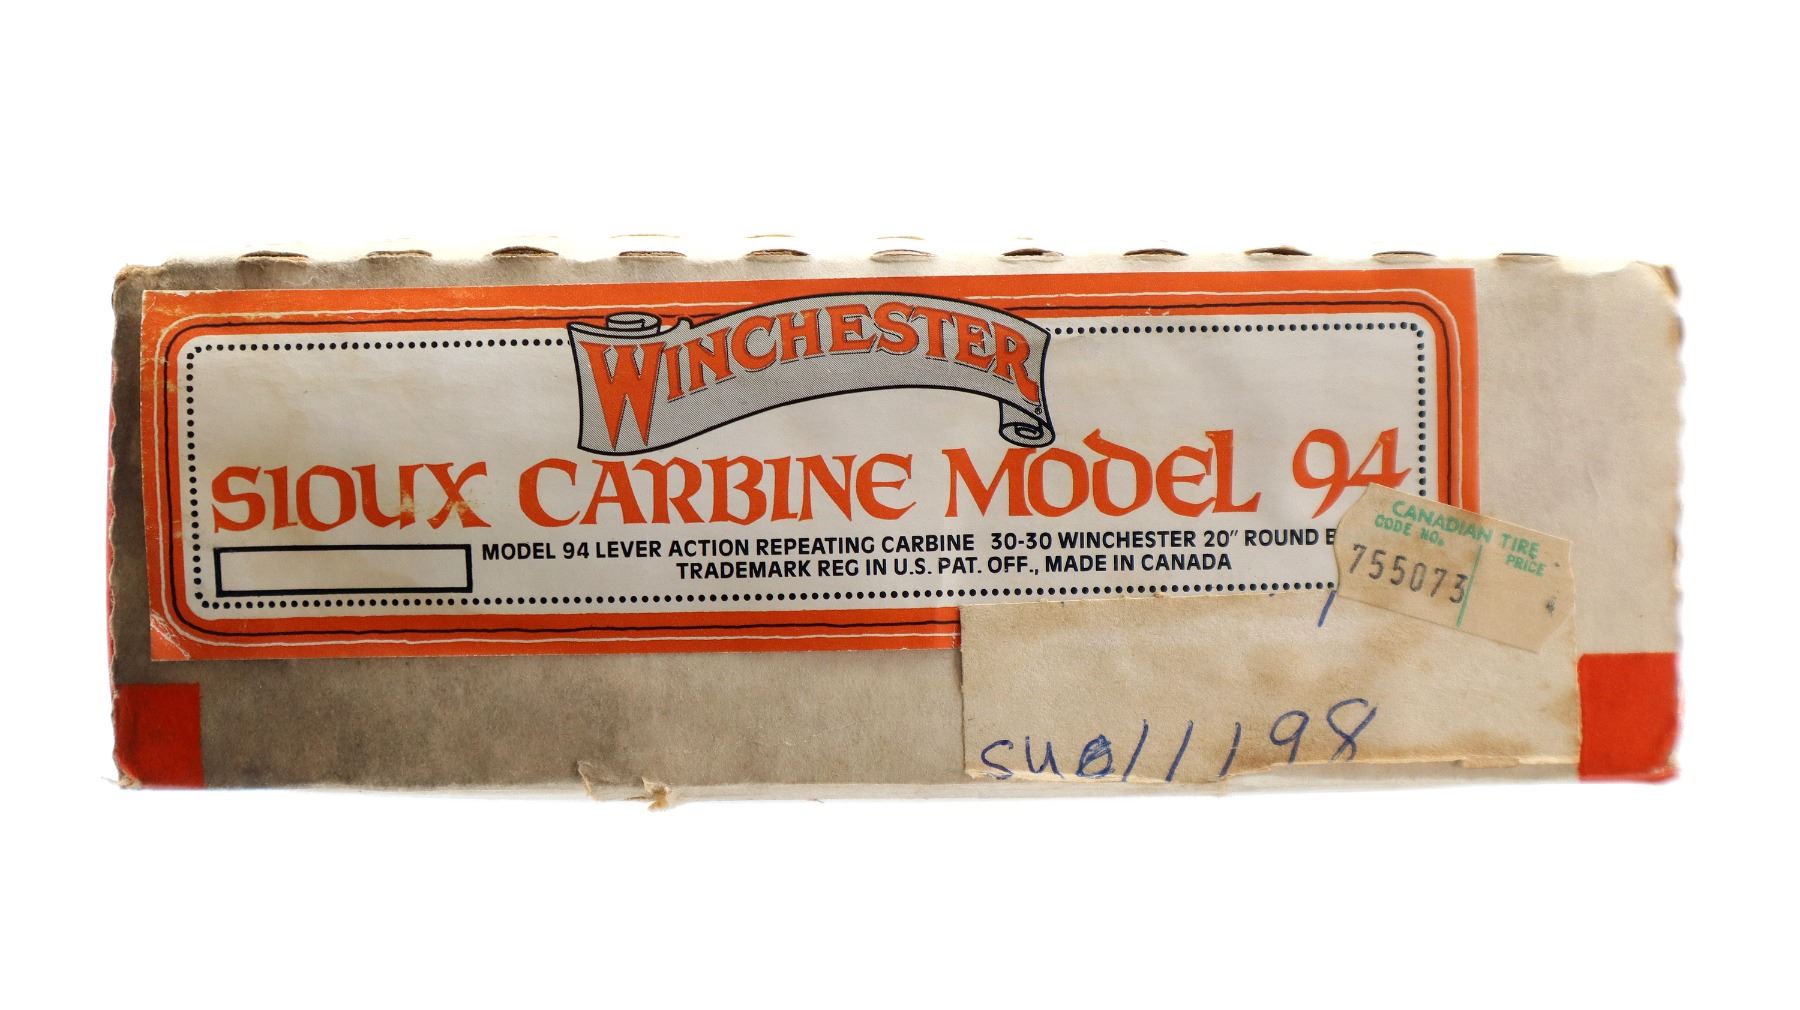 WINCHESTER
SIOUX CARBINE MODEL 94
MODEL 94 LEVER ACTION REPEATING CARBINE 30-30 WINCHESTER 20" ROUND
TRADEMARK REG IN U.S. PAT. OFF., MADE IN CANADA
CANADIAN TIRE
CODE NO. PRICE
755073
SU011198